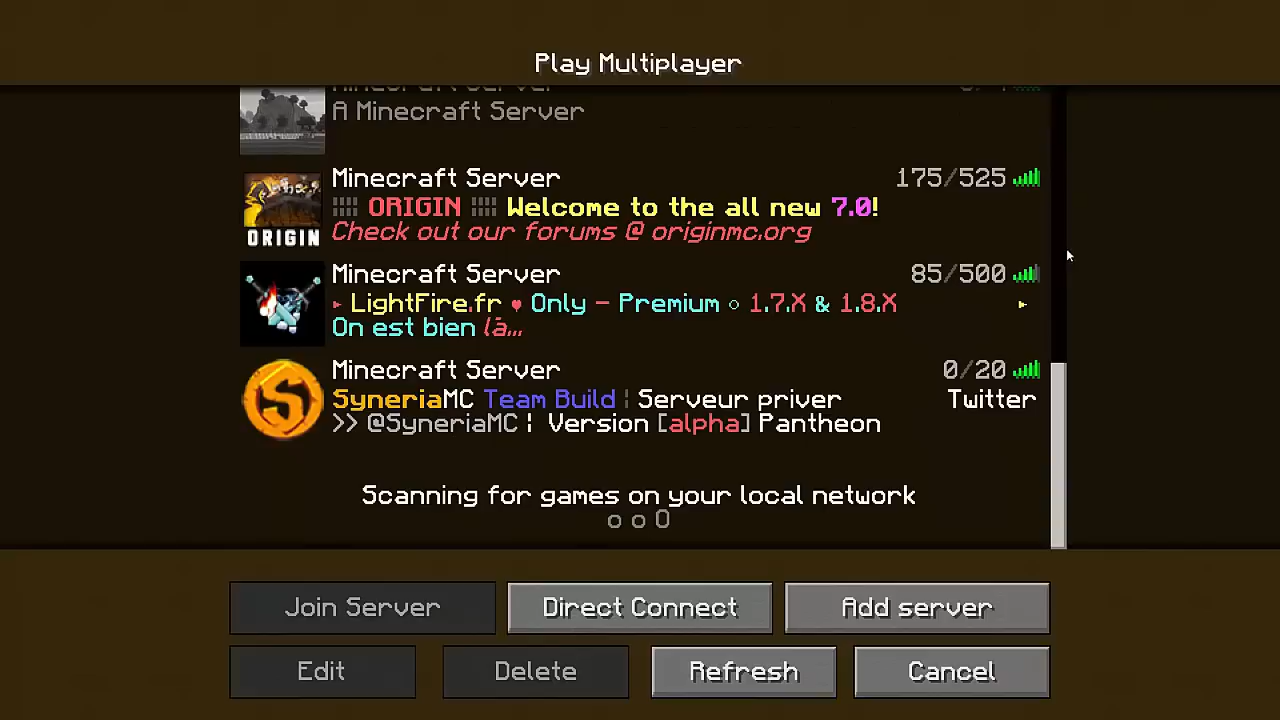 Play Multiplayer
Minecraft Server
A Minecraft Server
Minecraft Server 175/525
ORIGIN Welcome to the all new 7.0!
Check out our forums @ originmc.org
ORIGIN
Minecraft Server 85/500
LightFire.fr ♥ Only - Premium ○ 1.7.X & 1.8.X
On est bien là...
Minecraft Server 0/20
SyneriaMC Team Build ¦ Serveur priver Twitter
>> @SyneriaMC ¦ Version [alpha] Pantheon
Scanning for games on your local network
o o O
Join Server Direct Connect Add server
Edit Delete Refresh Cancel